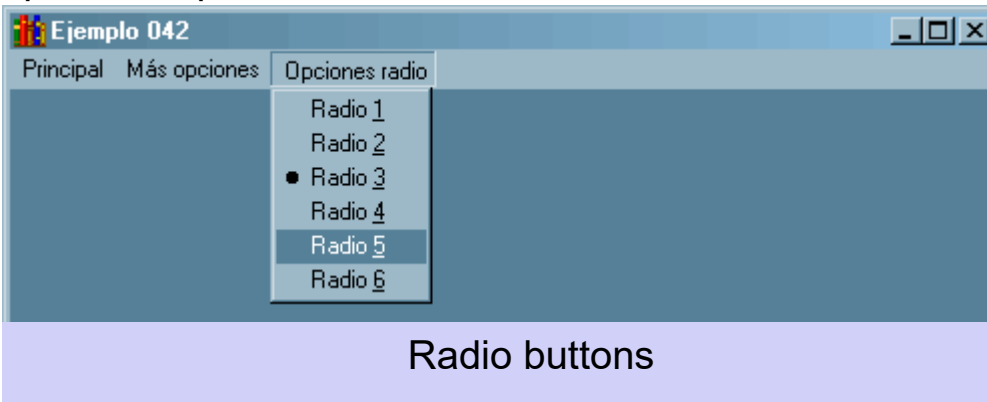 Ejemplo 042
Principal Más opciones Opciones radio
Radio 1
Radio 2
Radio 3
Radio 4
Radio 5
Radio 6
Radio buttons